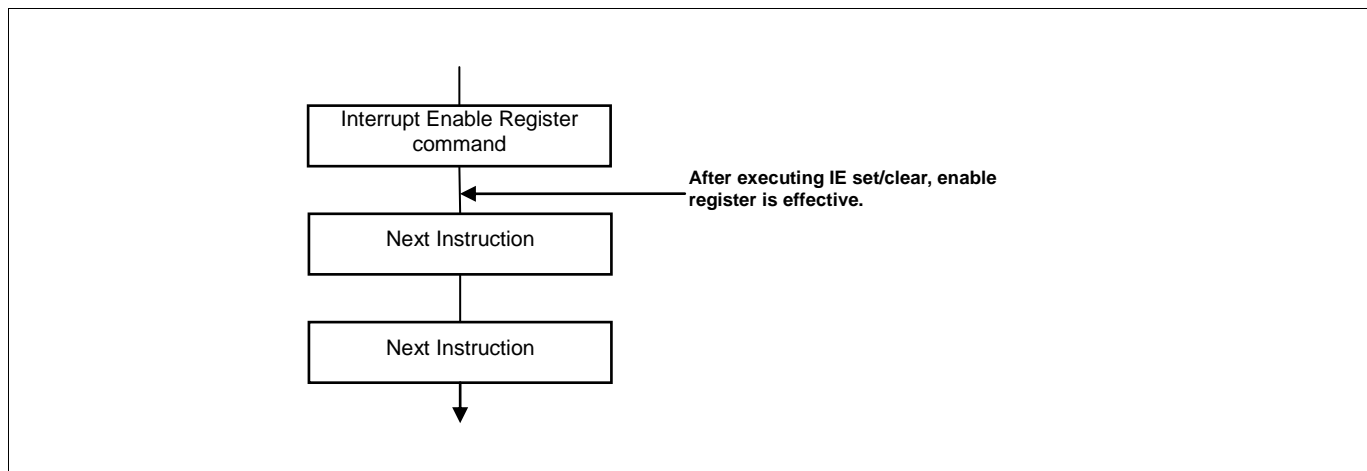 Interrupt Enable Register
command
After executing IE set/clear, enable
register is effective.
Next Instruction
Next Instruction